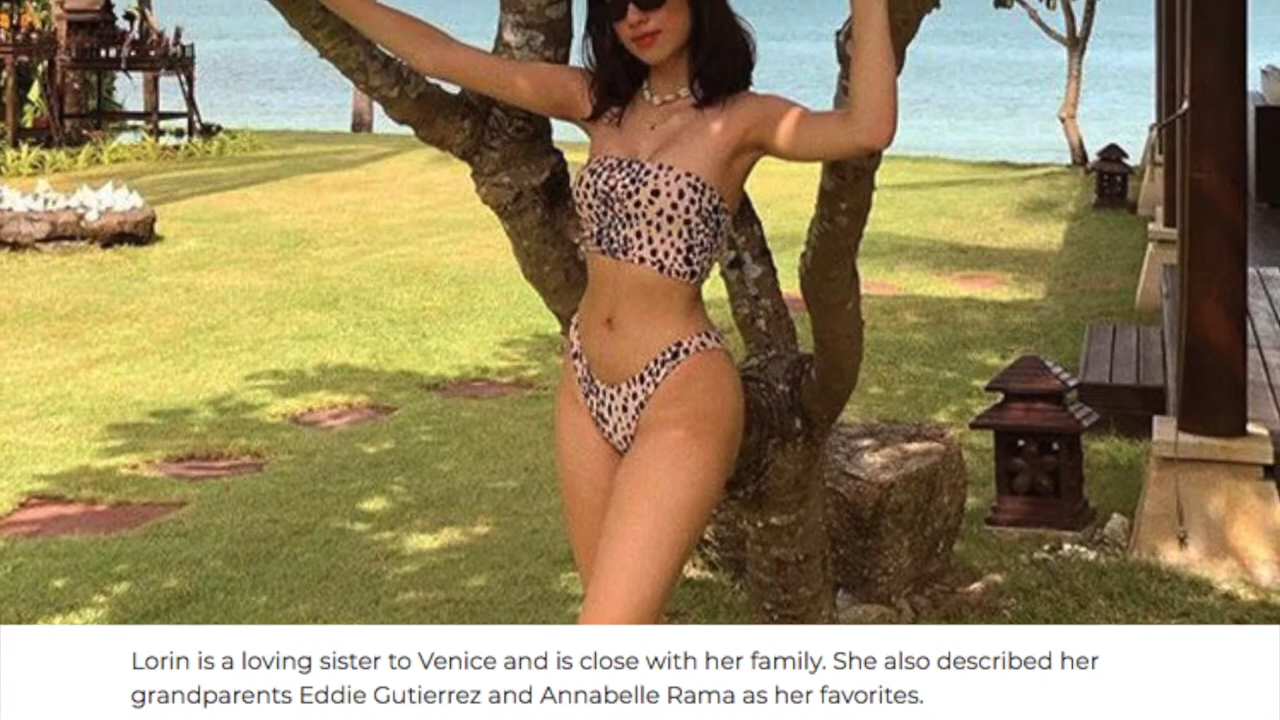 Lorin is a loving sister to Venice and is close with her family. She also described her
grandparents Eddie Gutierrez and Annabelle Rama as her favorites.